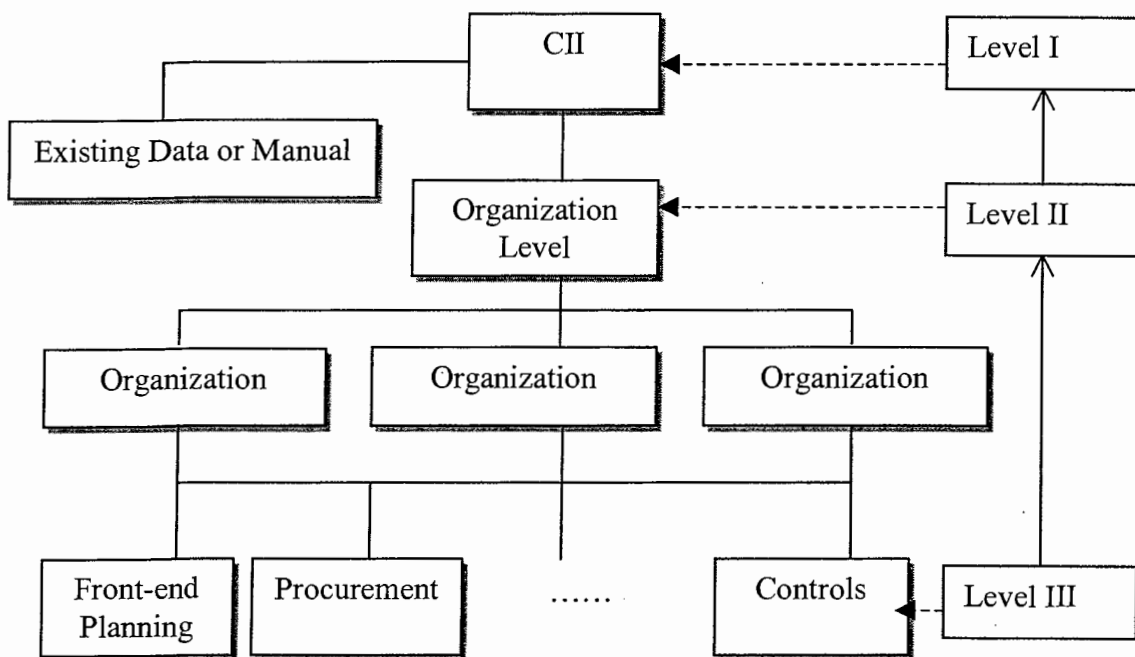 CII
Level I
Existing Data or Manual
Organization
Level
Level II
Organization
Organization
Organization
Front-end
Planning
Procurement
......
Controls
Level III